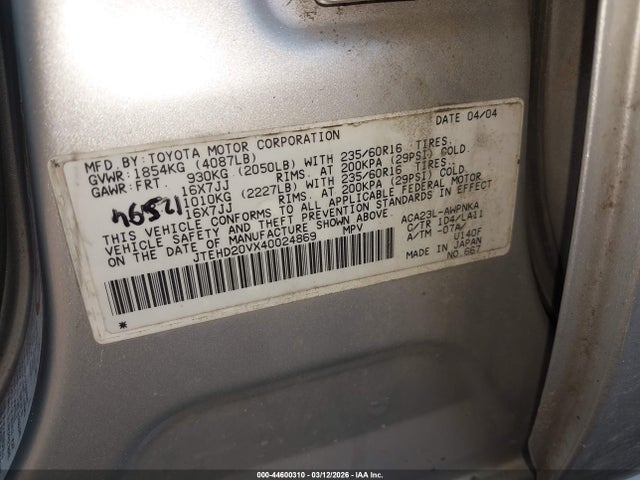 DATE 04/04
MFD. BY: TOYOTA MOTOR CORPORATION
GVWR: 1854KG (4087LB)
GAWR: FRT. 930KG (2050LB) WITH 235/60R16 TIRES.
16X7JJ RIMS. AT 200KPA (29PSI) COLD.
1010KG (2227LB) WITH 235/60R16 TIRES.
16X7JJ RIMS. AT 200KPA (29PSI) COLD.
46521
THIS VEHICLE CONFORMS TO ALL APPLICABLE FEDERAL MOTOR
VEHICLE SAFETY AND THEFT PREVENTION STANDARDS IN EFFECT
ON THE DATE OF MANUFACTURE SHOWN ABOVE.
JTEHD20VX40024869 MPV
ACA23L-AWPNKA
C/TR 1D4/LA11
A/TM -07A/
U140F
MADE IN JAPAN
NO.667
*
000-44600310 - 03/12/2026 - IAA Inc.